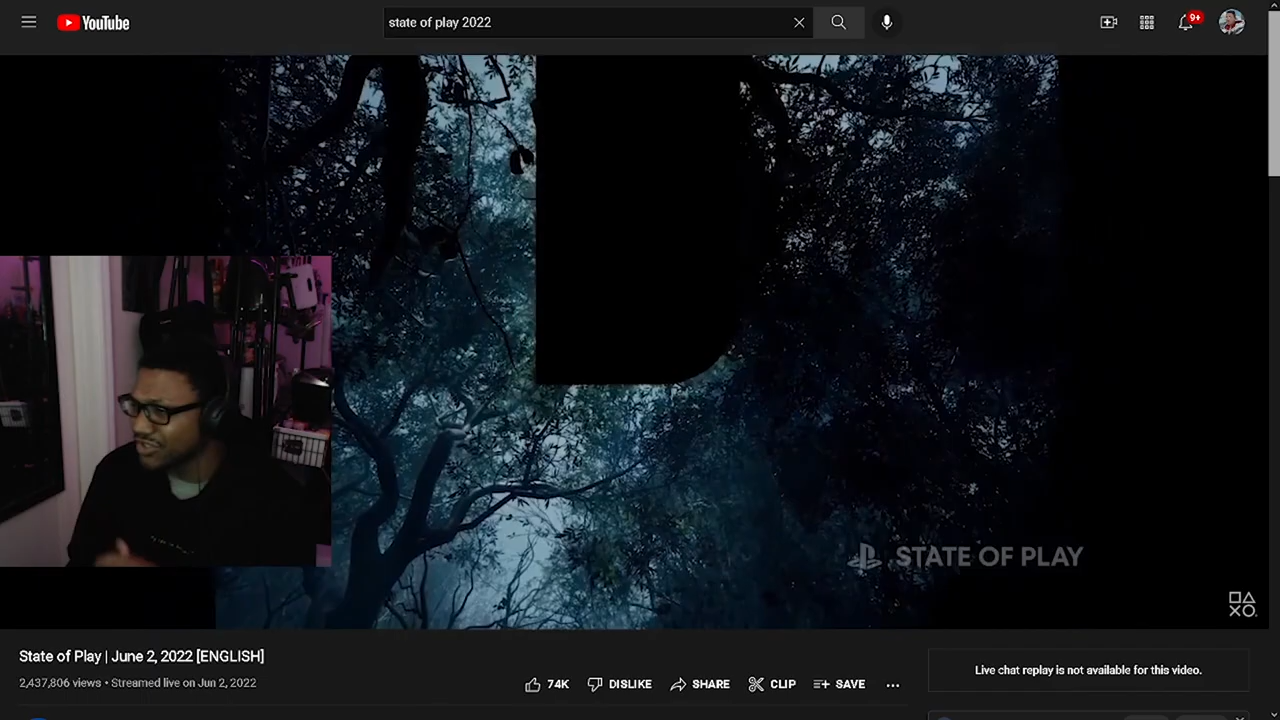 YouTube
state of play 2022
9+
STATE OF PLAY
State of Play | June 2, 2022 [ENGLISH]
2,437,806 views • Streamed live on Jun 2, 2022
74K
DISLIKE
SHARE
CLIP
SAVE
Live chat replay is not available for this video.